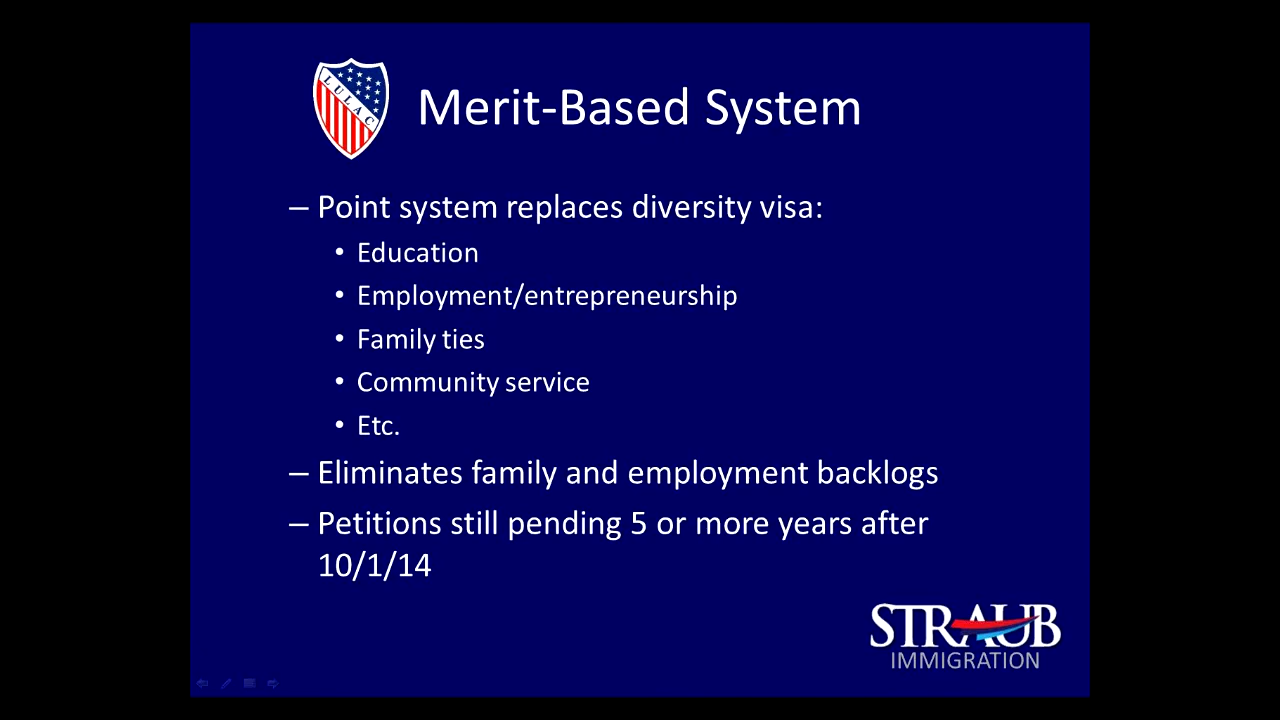 LULAC
Merit-Based System
– Point system replaces diversity visa:
• Education
• Employment/entrepreneurship
• Family ties
• Community service
• Etc.
– Eliminates family and employment backlogs
– Petitions still pending 5 or more years after
10/1/14
STRAUB
IMMIGRATION